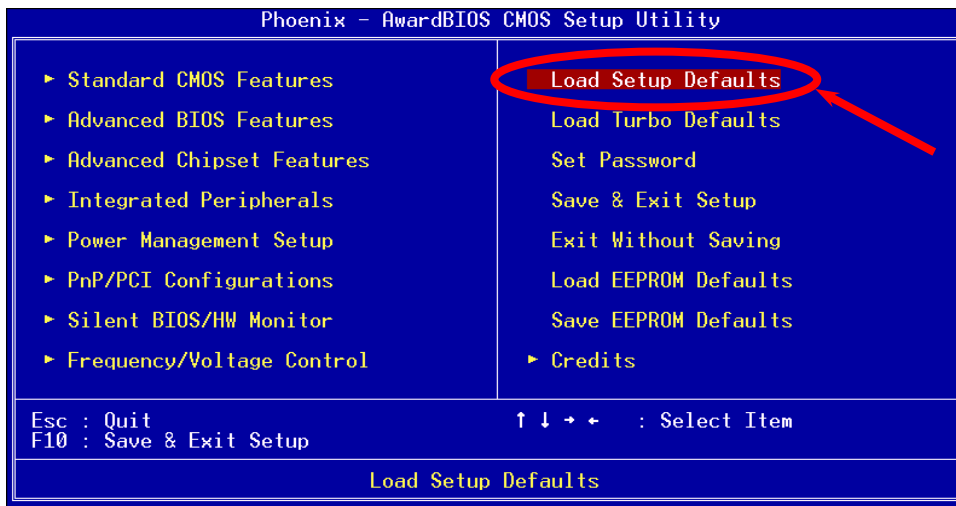 Phoenix - AwardBIOS CMOS Setup Utility
► Standard CMOS Features
► Advanced BIOS Features
► Advanced Chipset Features
► Integrated Peripherals
► Power Management Setup
► PnP/PCI Configurations
► Silent BIOS/HW Monitor
► Frequency/Voltage Control
Load Setup Defaults
Load Turbo Defaults
Set Password
Save & Exit Setup
Exit Without Saving
Load EEPROM Defaults
Save EEPROM Defaults
► Credits
Esc : Quit
F10 : Save & Exit Setup
↑ ↓ → ← : Select Item
Load Setup Defaults